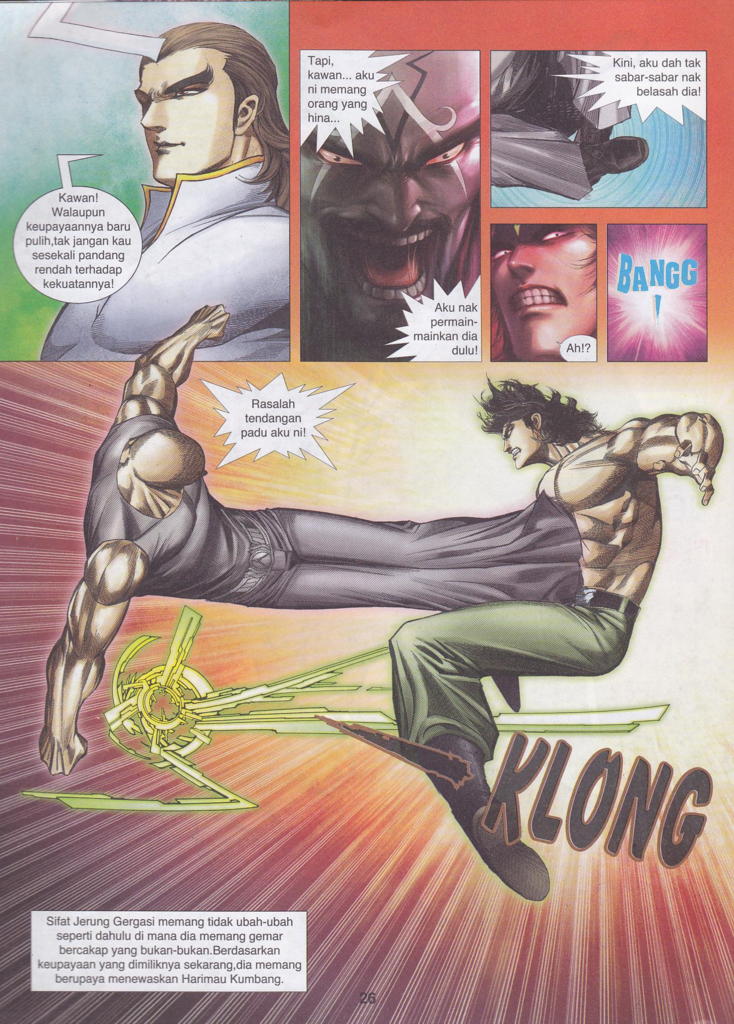 Kawan!
Walaupun
keupayaannya baru
pulih,tak jangan kau
sesekali pandang
rendah terhadap
kekuatannya!
Tapi,
kawan... aku
ni memang
orang yang
hina...
Aku nak
permain-
mainkan dia
dulu!
Kini, aku dah tak
sabar-sabar nak
belasah dia!
Ah!?
BANGG
!
Rasalah
tendangan
padu aku ni!
KLONG
Sifat Jerung Gergasi memang tidak ubah-ubah
seperti dahulu di mana dia memang gemar
bercakap yang bukan-bukan.Berdasarkan
keupayaan yang dimiliknya sekarang,dia memang
berupaya menewaskan Harimau Kumbang.
26